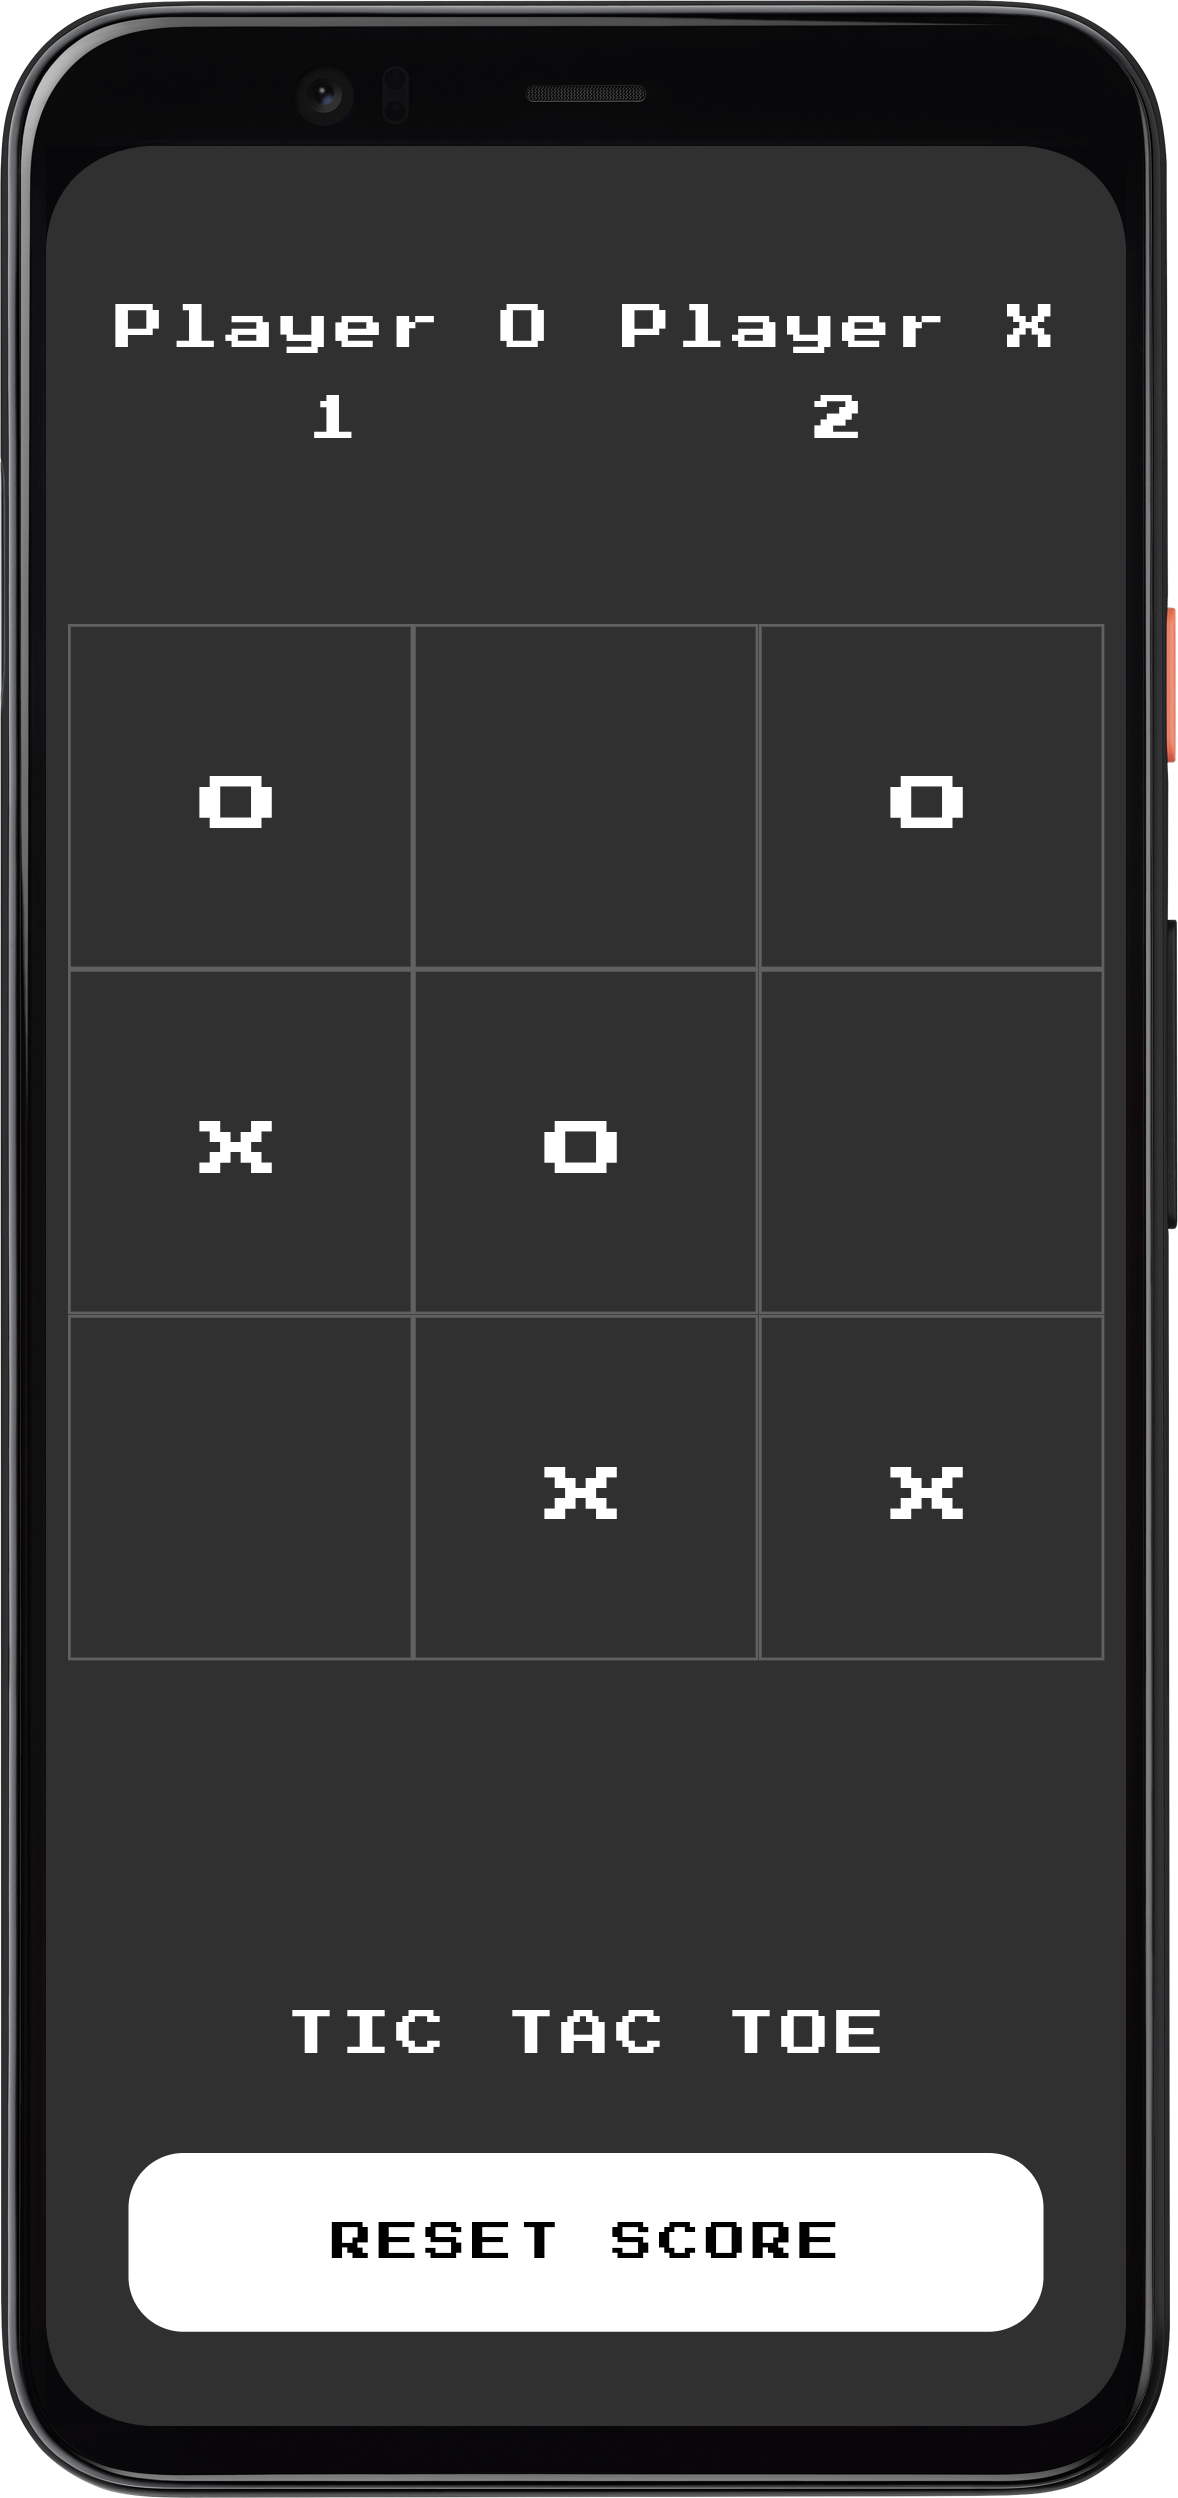 Player O Player X
1 2
o o
x o
x x
TIC TAC TOE
RESET SCORE